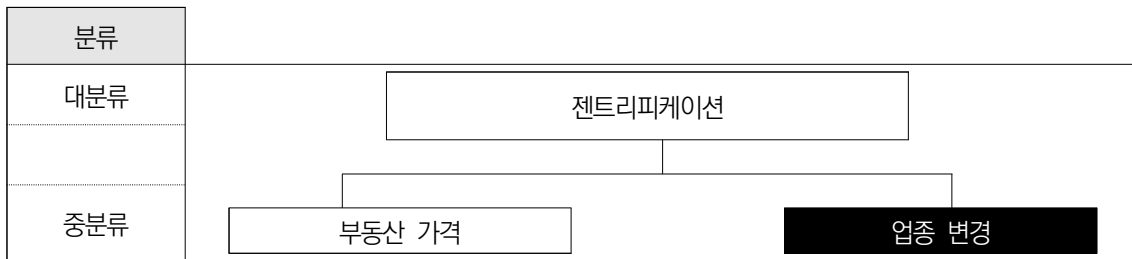 분류
대분류
젠트리피케이션
중분류
부동산 가격
업종 변경